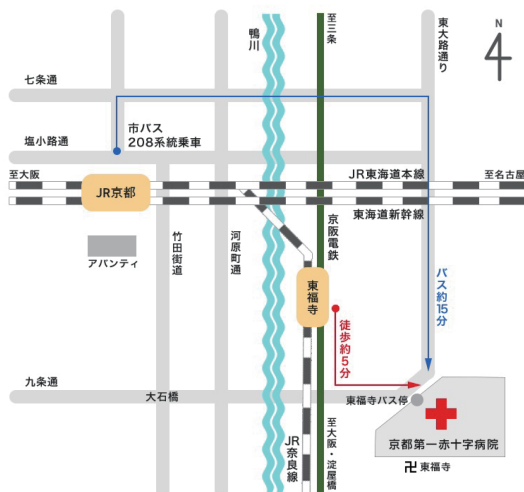 至三条
鴨川
東大路通り
N
七条通
塩小路通
市バス
208系統乗車
至大阪
JR東海道本線
至名古屋
JR京都
東海道新幹線
京阪電鉄
アバンティ
竹田街道
河原町通
東福寺
バス約15分
徒歩約5分
九条通
大石橋
東福寺バス停
JR奈良線
至大阪・淀屋橋
京都第一赤十字病院
卍 東福寺